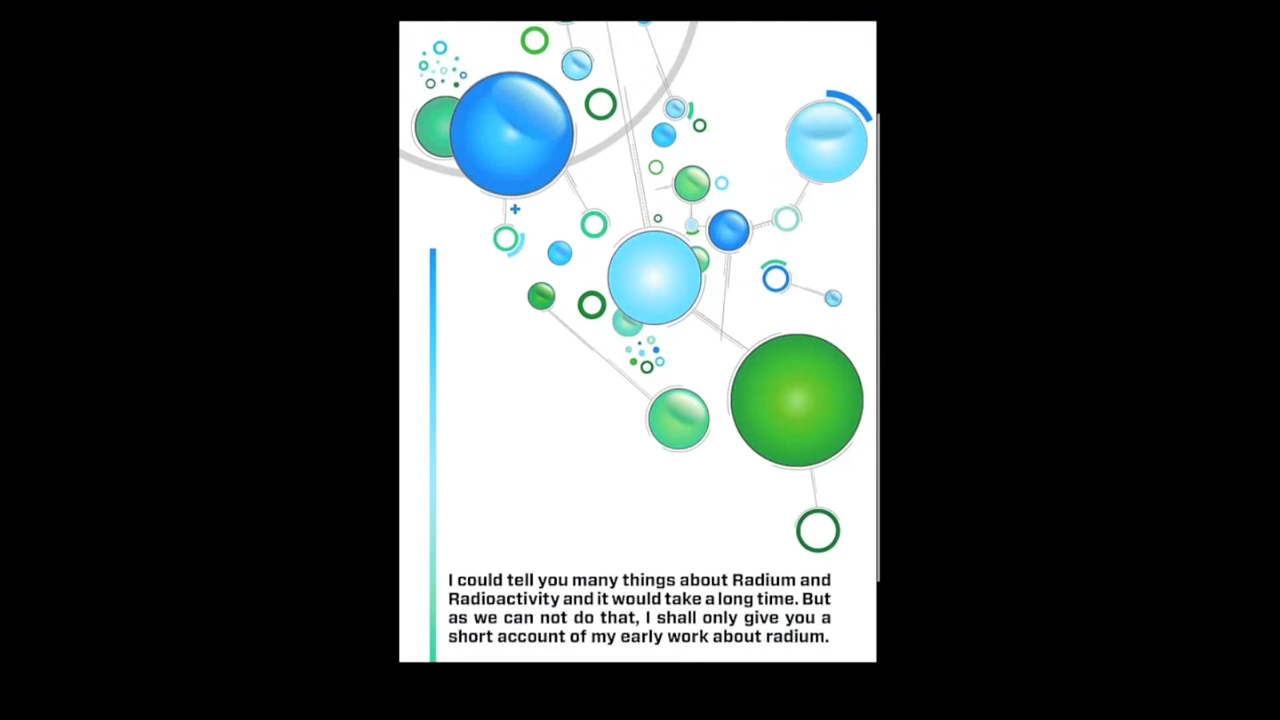 I could tell you many things about Radium and
Radioactivity and it would take a long time. But
as we can not do that, I shall only give you a
short account of my early work about radium.